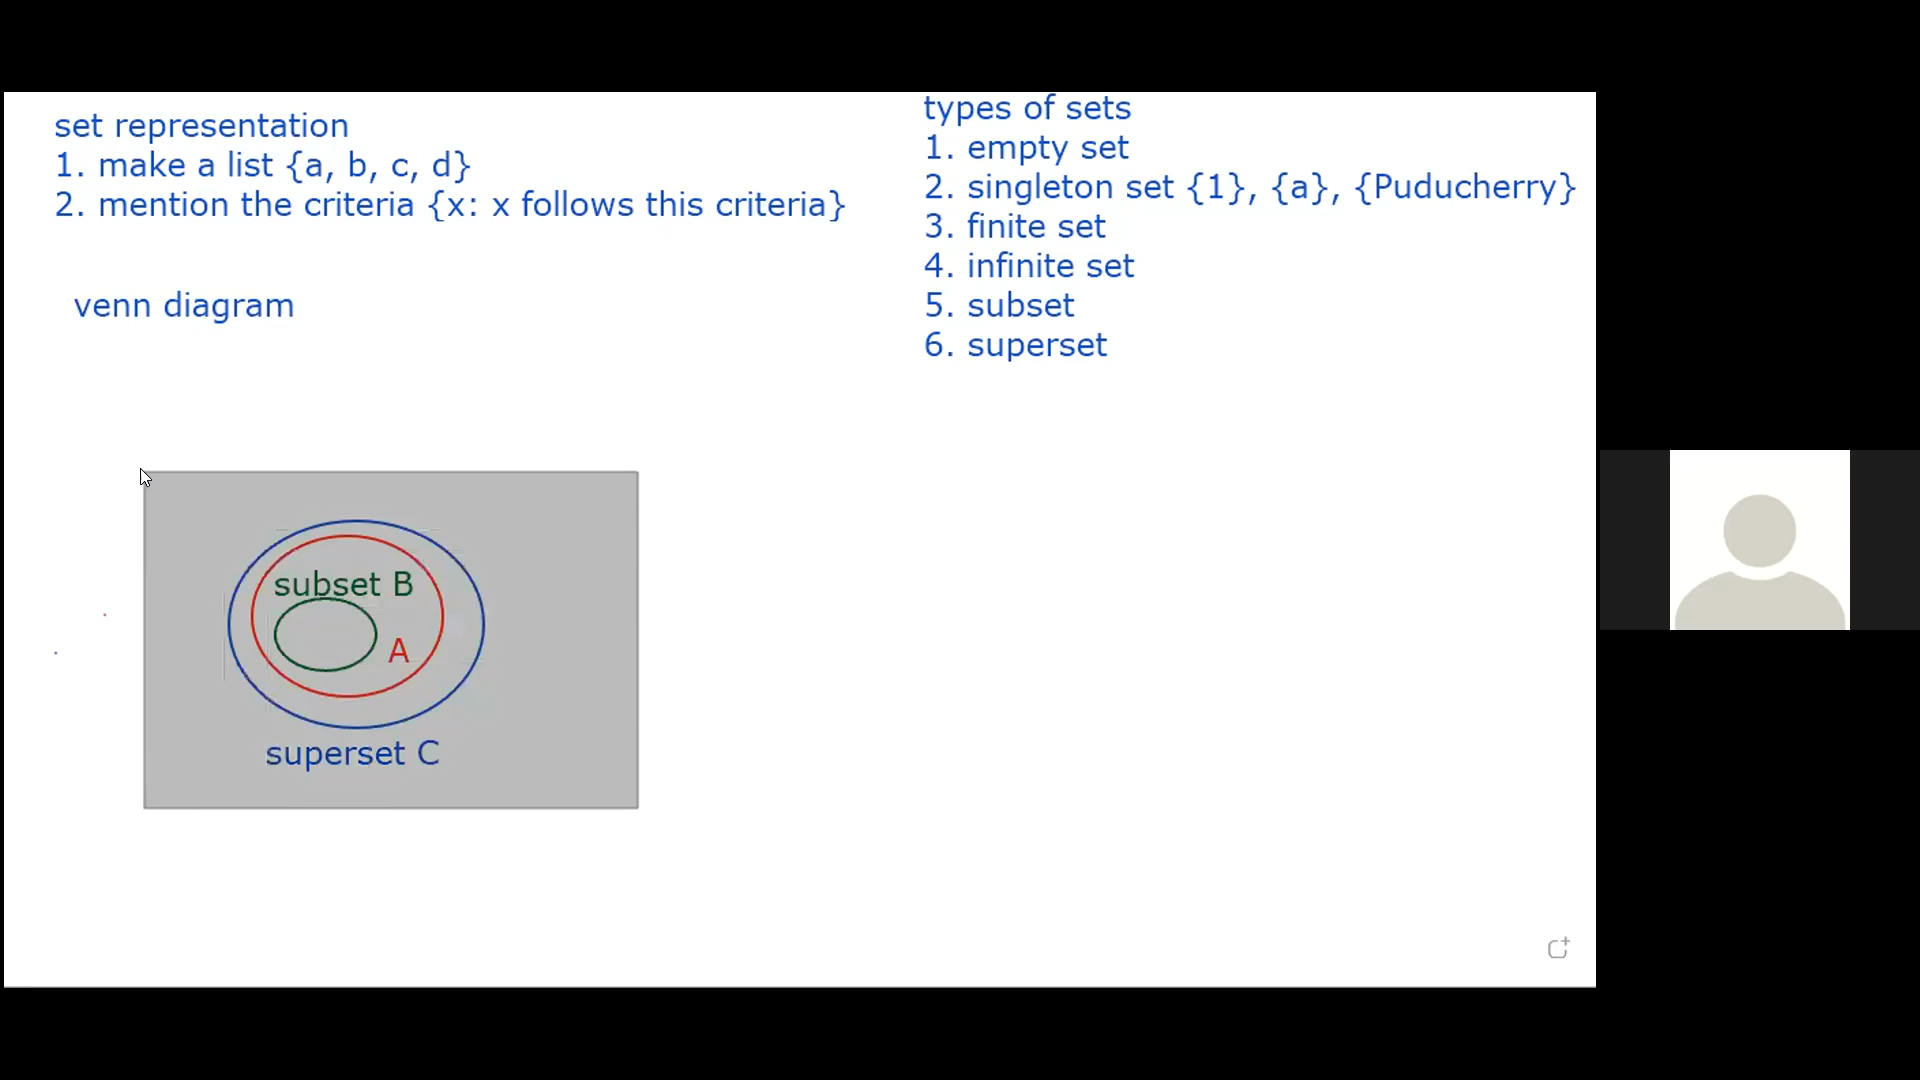 set representation
1. make a list {a, b, c, d}
2. mention the criteria {x: x follows this criteria}
venn diagram
types of sets
1. empty set
2. singleton set {1}, {a}, {Puducherry}
3. finite set
4. infinite set
5. subset
6. superset
subset B
A
superset C